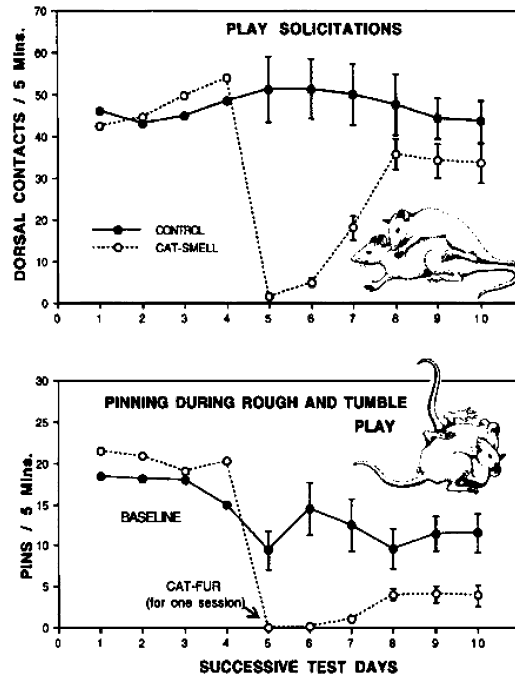 PLAY SOLICITATIONS
DORSAL CONTACTS / 5 Mins.
70
60
50
40
30
20
10
0
CONTROL
CAT-SMELL
0 1 2 3 4 5 6 7 8 9 10
PINNING DURING ROUGH AND TUMBLE
PLAY
PINS / 5 Mins.
30
25
20
15
10
5
0
BASELINE
CAT-FUR
(for one session)
0 1 2 3 4 5 6 7 8 9 10
SUCCESSIVE TEST DAYS